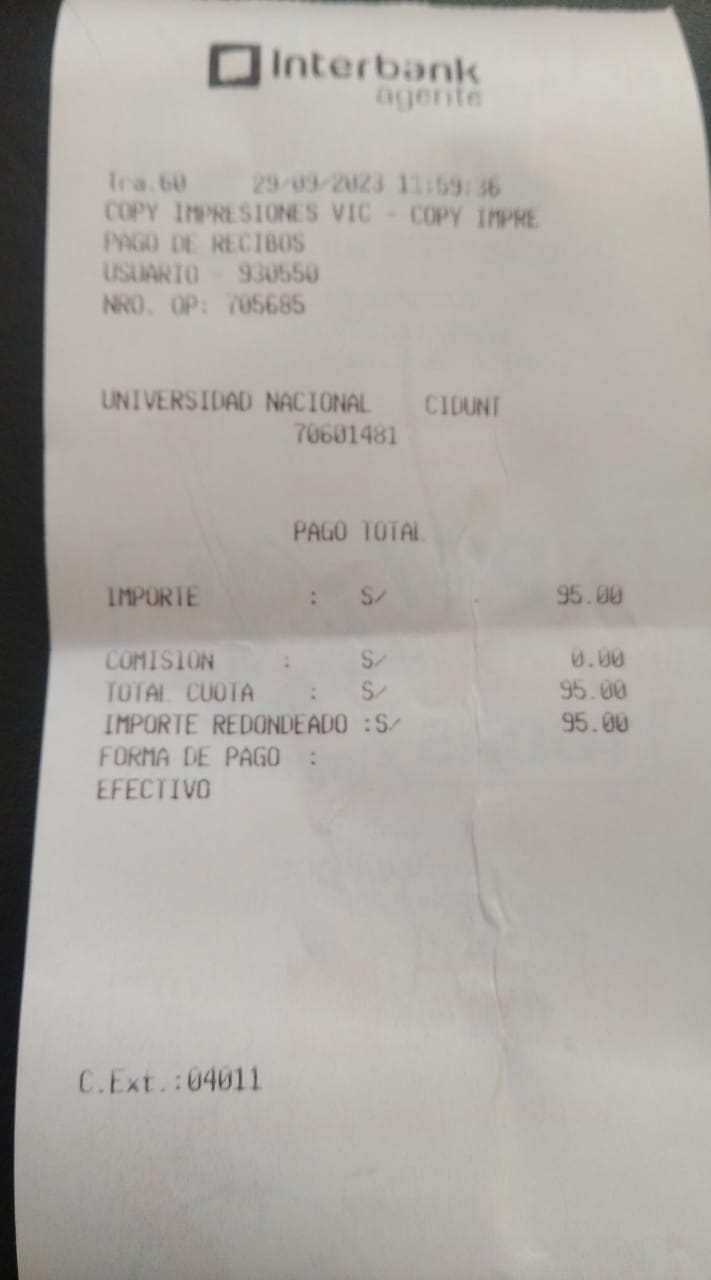 Interbank
agente
Tra.60 29/09/2023 11:59:36
COPY IMPRESIONES VIC - COPY IMPRE
PAGO DE RECIBOS
USUARIO - 930550
NRO. OP: 705685
UNIVERSIDAD NACIONAL CIDUNT
70601481
PAGO TOTAL
IMPORTE : S/ 95.00
COMISION : S/ 0.00
TOTAL CUOTA : S/ 95.00
IMPORTE REDONDEADO :S/ 95.00
FORMA DE PAGO :
EFECTIVO
C.Ext.:04011